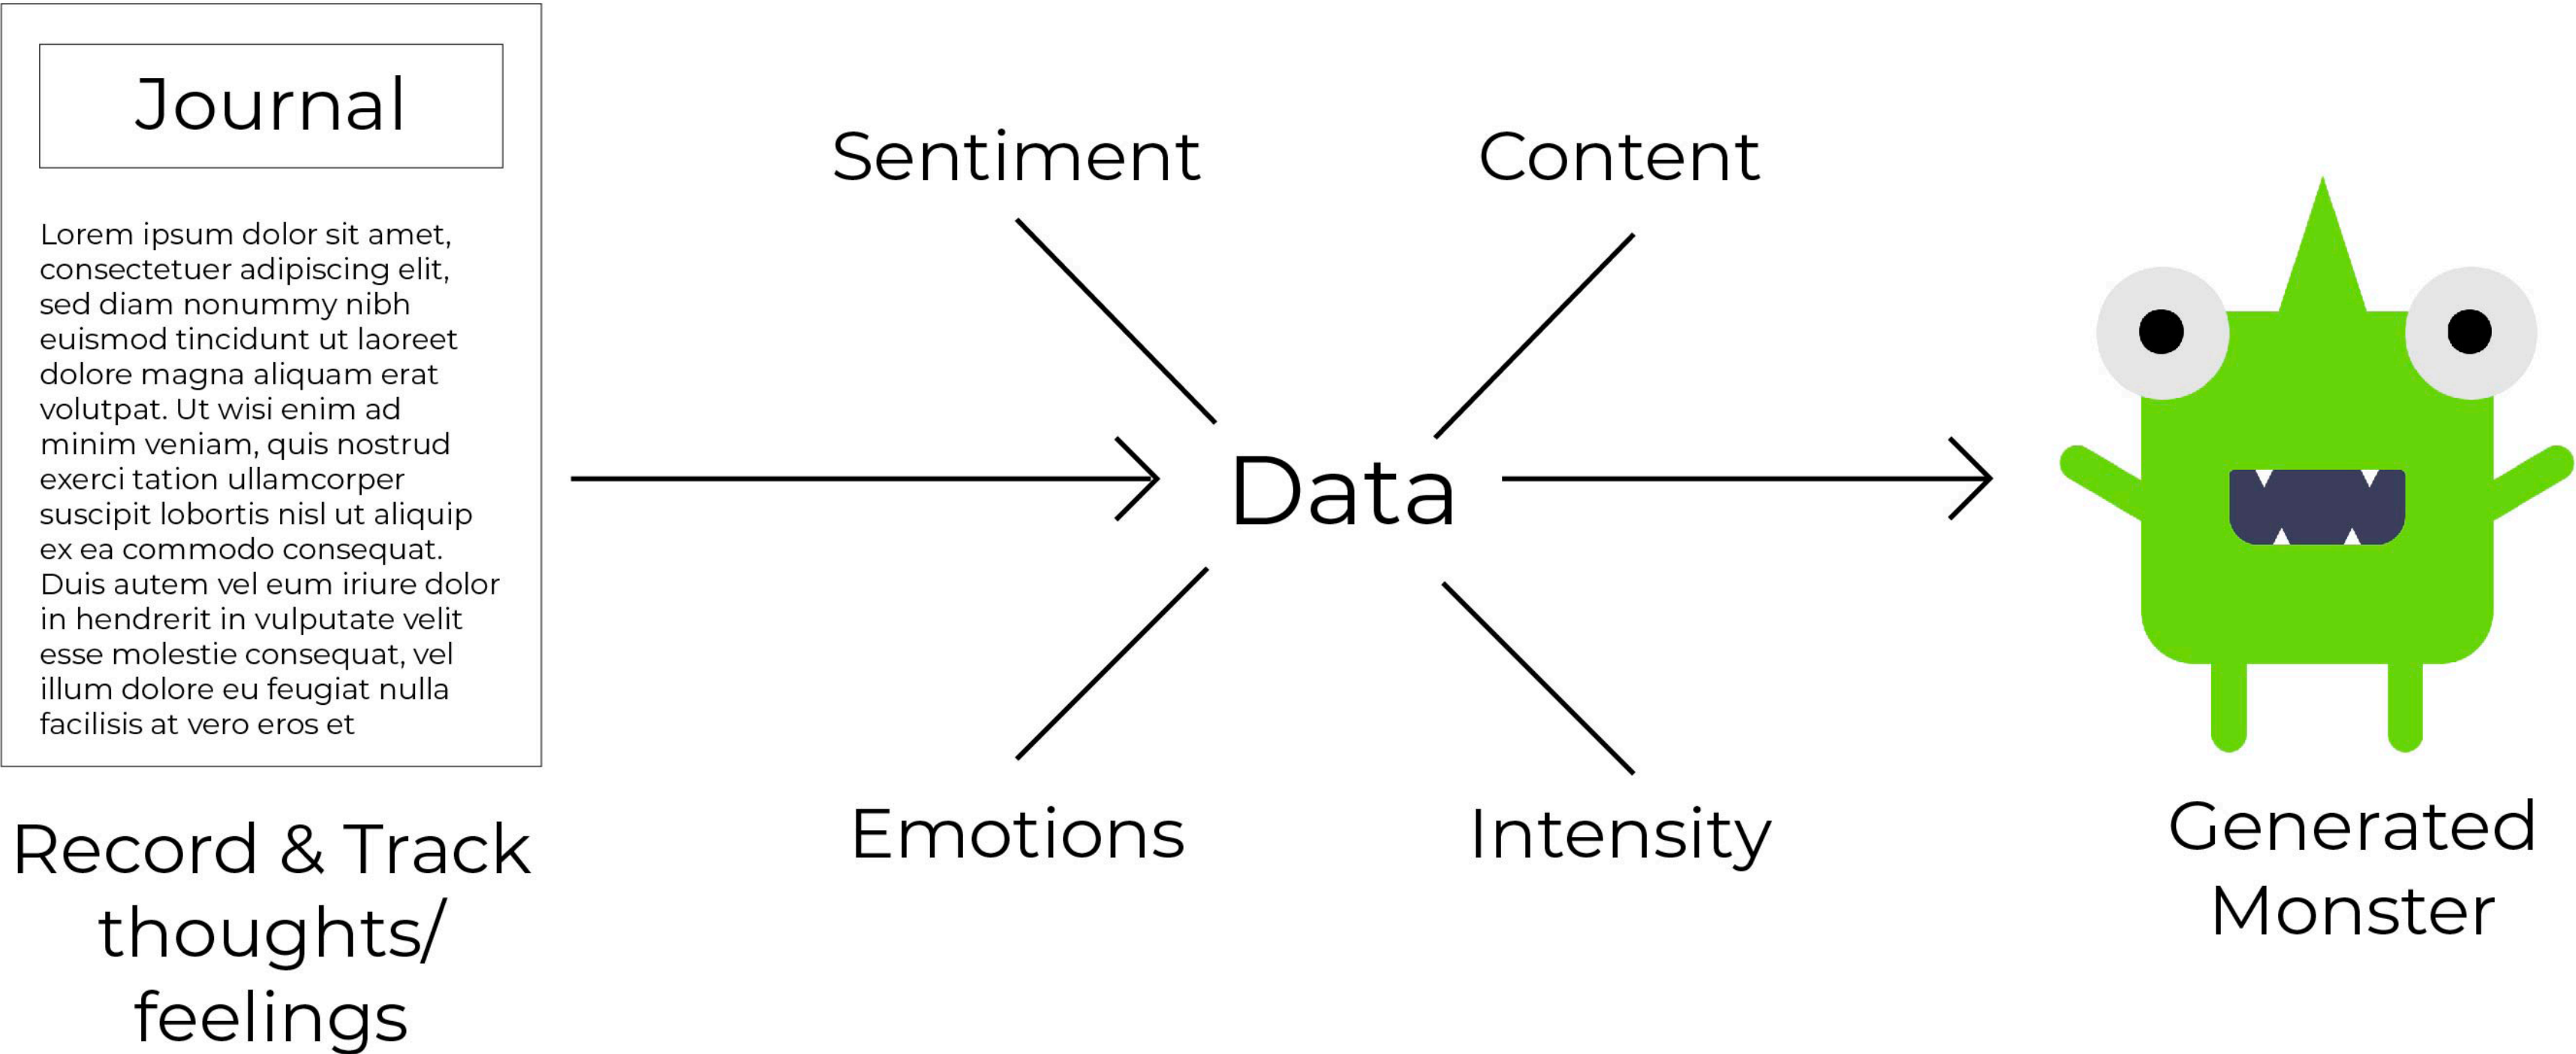 Journal
Lorem ipsum dolor sit amet,
consectetuer adipiscing elit,
sed diam nonummy nibh
euismod tincidunt ut laoreet
dolore magna aliquam erat
volutpat. Ut wisi enim ad
minim veniam, quis nostrud
exerci tation ullamcorper
suscipit lobortis nisl ut aliquip
ex ea commodo consequat.
Duis autem vel eum iriure dolor
in hendrerit in vulputate velit
esse molestie consequat, vel
illum dolore eu feugiat nulla
facilisis at vero eros et
Record & Track
thoughts/
feelings
Sentiment
Content
Data
Emotions
Intensity
Generated
Monster